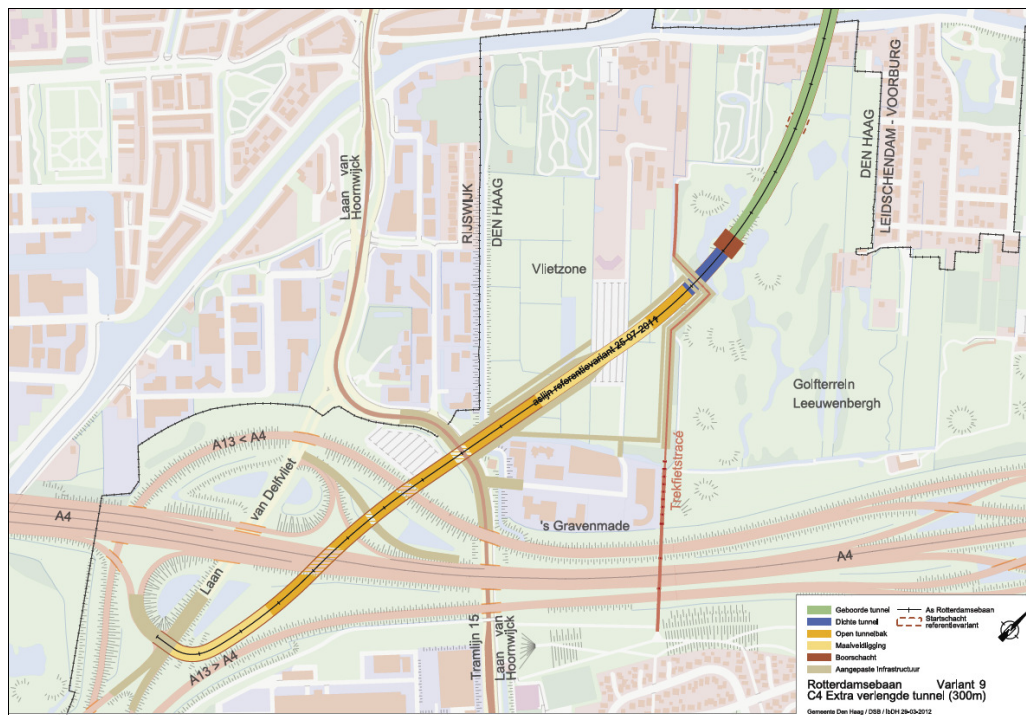 Laan van
Hoornwijck
RIJSWIJK
DEN HAAG
DEN HAAG
LEIDSCHENDAM - VOORBURG
Vlietzone
aslijn referentievariant 25-07-2011
Golfterrein
Leeuwenbergh
A13 < A4
van Delfvliet
Trekfietstracé
A4
's Gravenmade
A4
Laan
A13 > A4
Tramlijn 15
Laan van
Hoornwijck
Geboorde tunnel
Dichte tunnel
Open tunnelbak
Maaiveldligging
Boorschacht
Aangepaste Infrastructuur
As Rotterdamsebaan
Startschacht
referentievariant
Rotterdamsebaan Variant 9
C4 Extra verlengde tunnel (300m)
Gemeente Den Haag / DSB / IbDH 29-03-2012